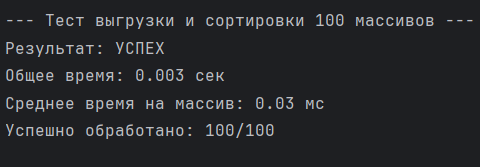 --- Тест выгрузки и сортировки 100 массивов ---
Результат: УСПЕХ
Общее время: 0.003 сек
Среднее время на массив: 0.03 мс
Успешно обработано: 100/100